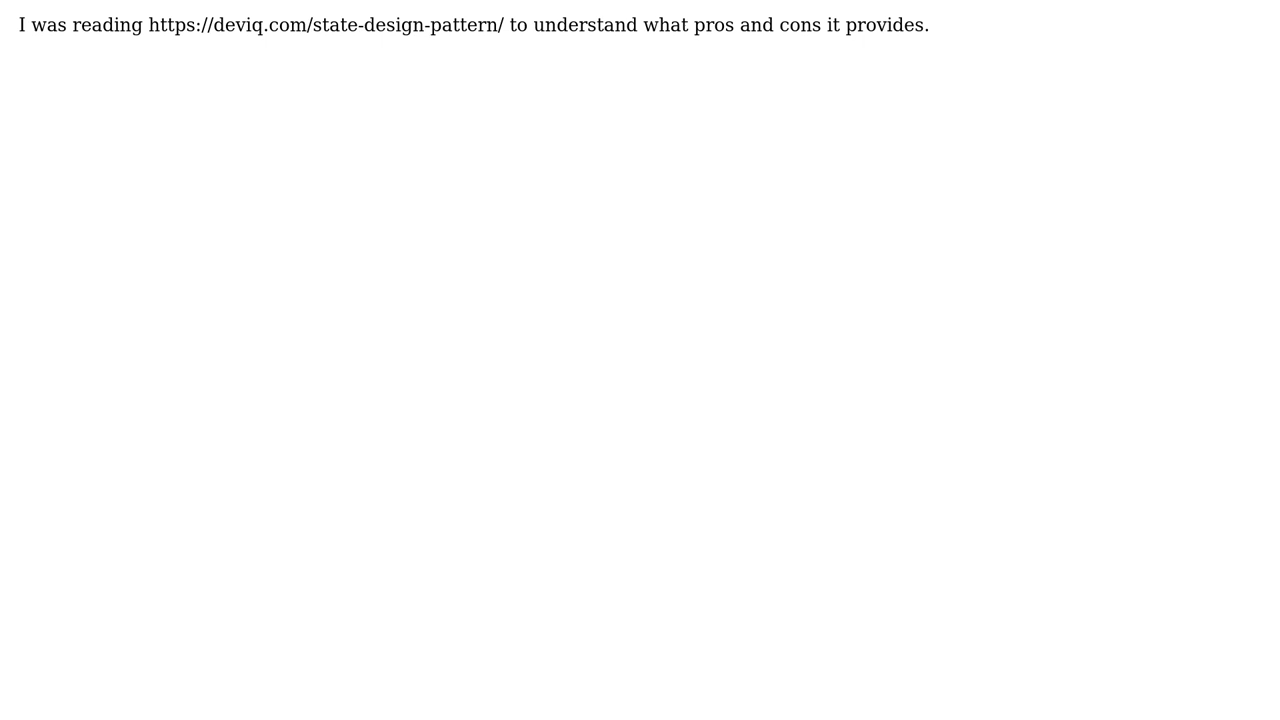 I was reading https://deviq.com/state-design-pattern/ to understand what pros and cons it provides.